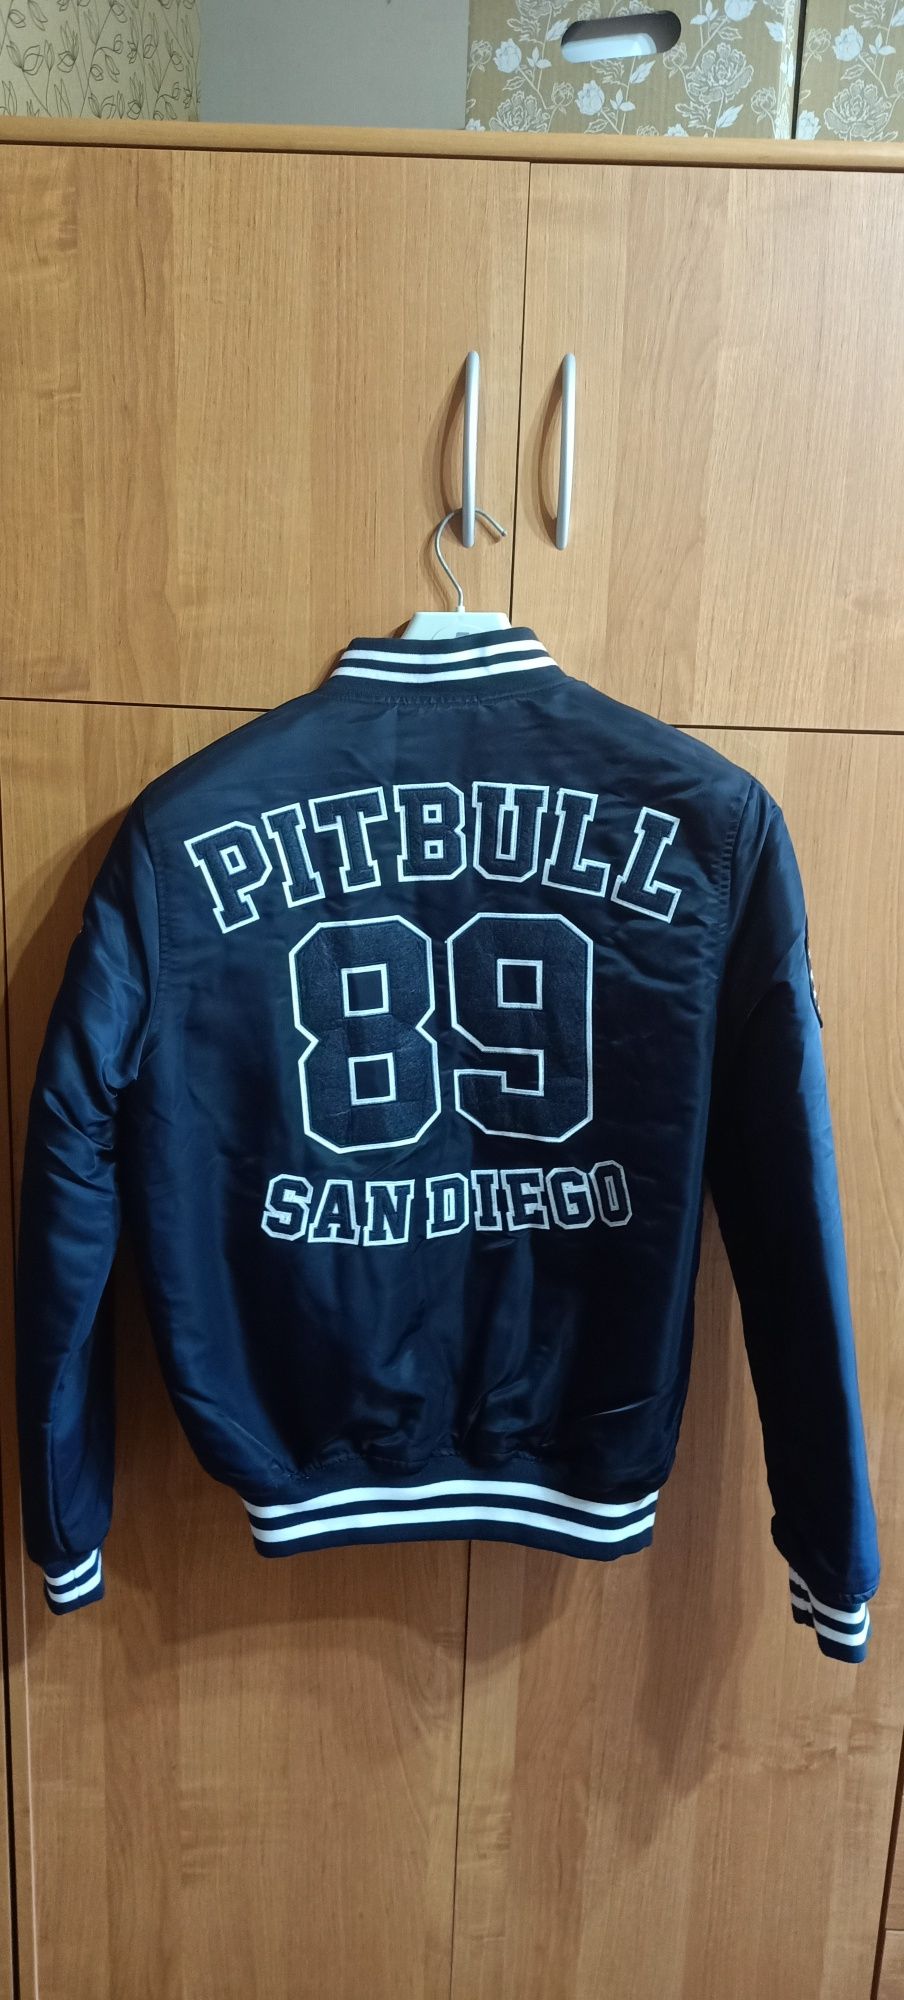 PITBULL
89
SAN DIEGO